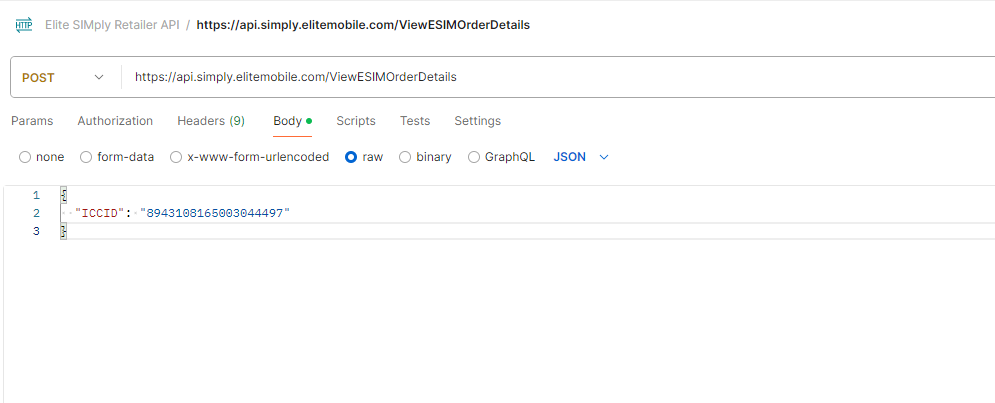 HTTP Elite SIMply Retailer API / https://api.simply.elitemobile.com/ViewESIMOrderDetails
POST https://api.simply.elitemobile.com/ViewESIMOrderDetails
Params Authorization Headers (9) Body Scripts Tests Settings
none form-data x-www-form-urlencoded raw binary GraphQL JSON
1 {
2 "ICCID": "8943108165003044497"
3 }